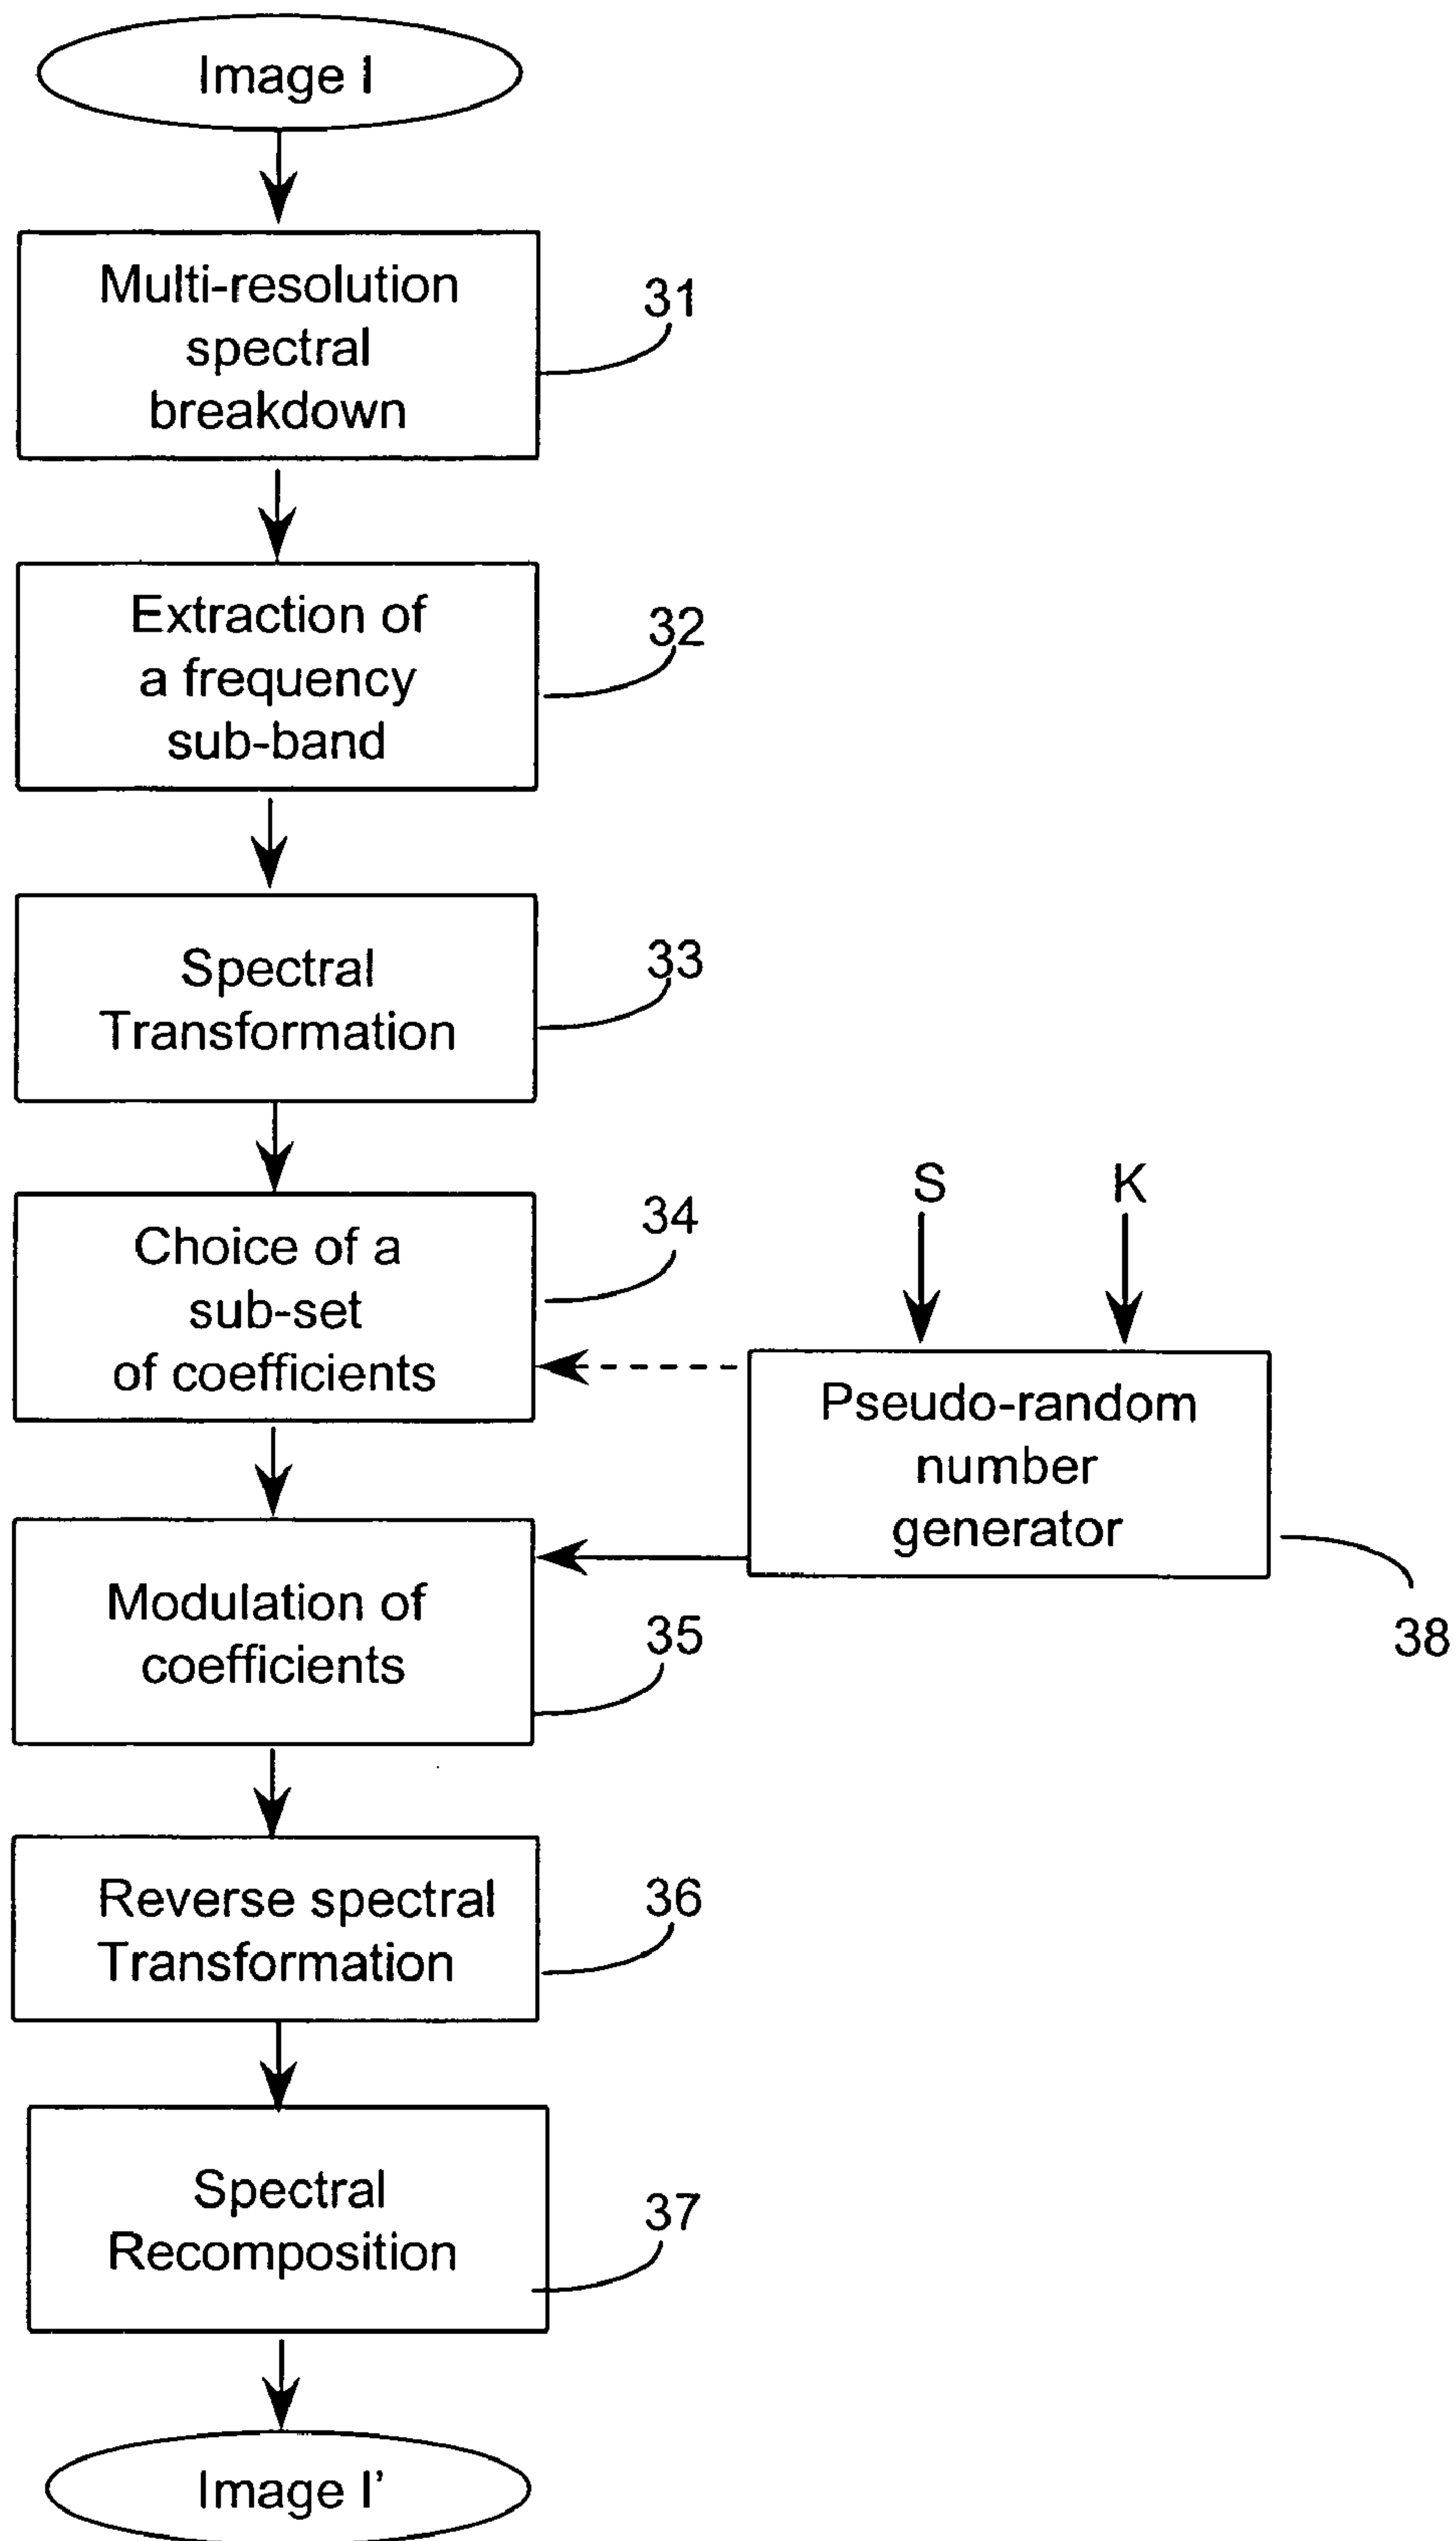 Image I
Multi-resolution
spectral
breakdown
31
Extraction of
a frequency
sub-band
32
Spectral
Transformation
33
Choice of a
sub-set
of coefficients
34
S
K
Pseudo-random
number
generator
38
Modulation of
coefficients
35
Reverse spectral
Transformation
36
Spectral
Recomposition
37
Image I'